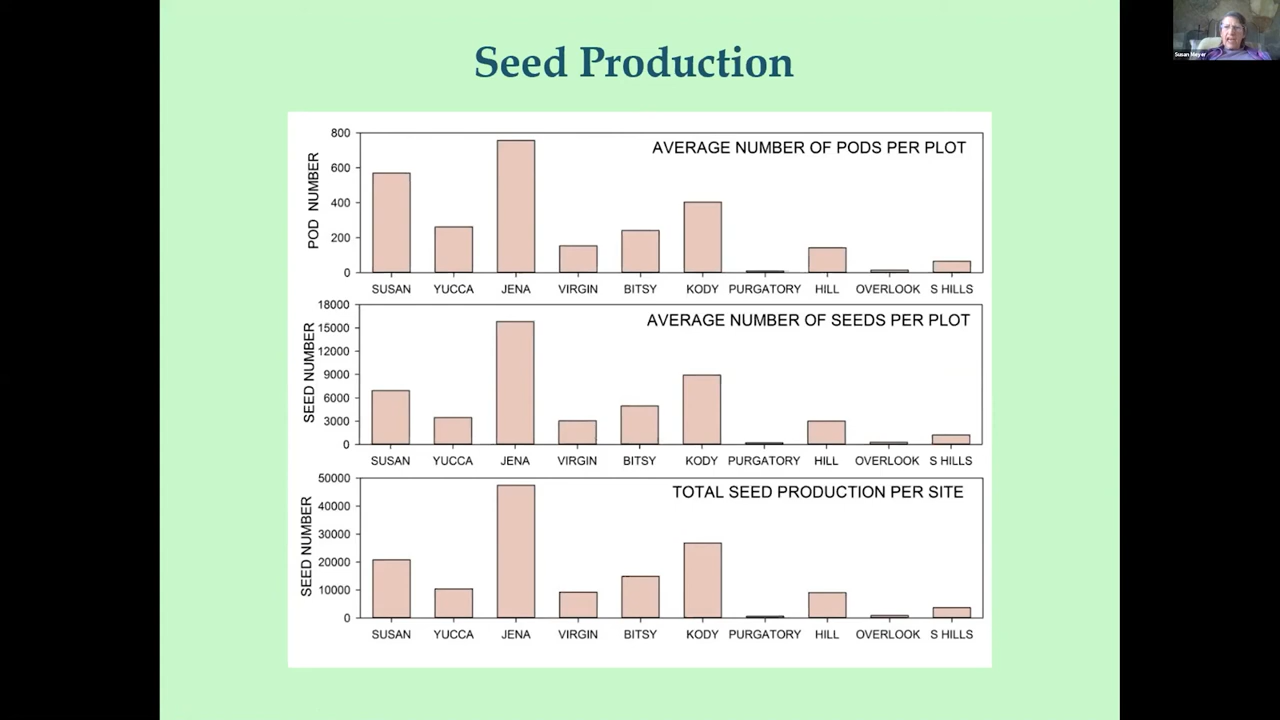 Seed Production
Susan Meyer
AVERAGE NUMBER OF PODS PER PLOT
POD NUMBER
800
600
400
200
0
SUSAN YUCCA JENA VIRGIN BITSY KODY PURGATORY HILL OVERLOOK S HILLS
AVERAGE NUMBER OF SEEDS PER PLOT
SEED NUMBER
18000
15000
12000
9000
6000
3000
0
SUSAN YUCCA JENA VIRGIN BITSY KODY PURGATORY HILL OVERLOOK S HILLS
TOTAL SEED PRODUCTION PER SITE
SEED NUMBER
50000
40000
30000
20000
10000
0
SUSAN YUCCA JENA VIRGIN BITSY KODY PURGATORY HILL OVERLOOK S HILLS